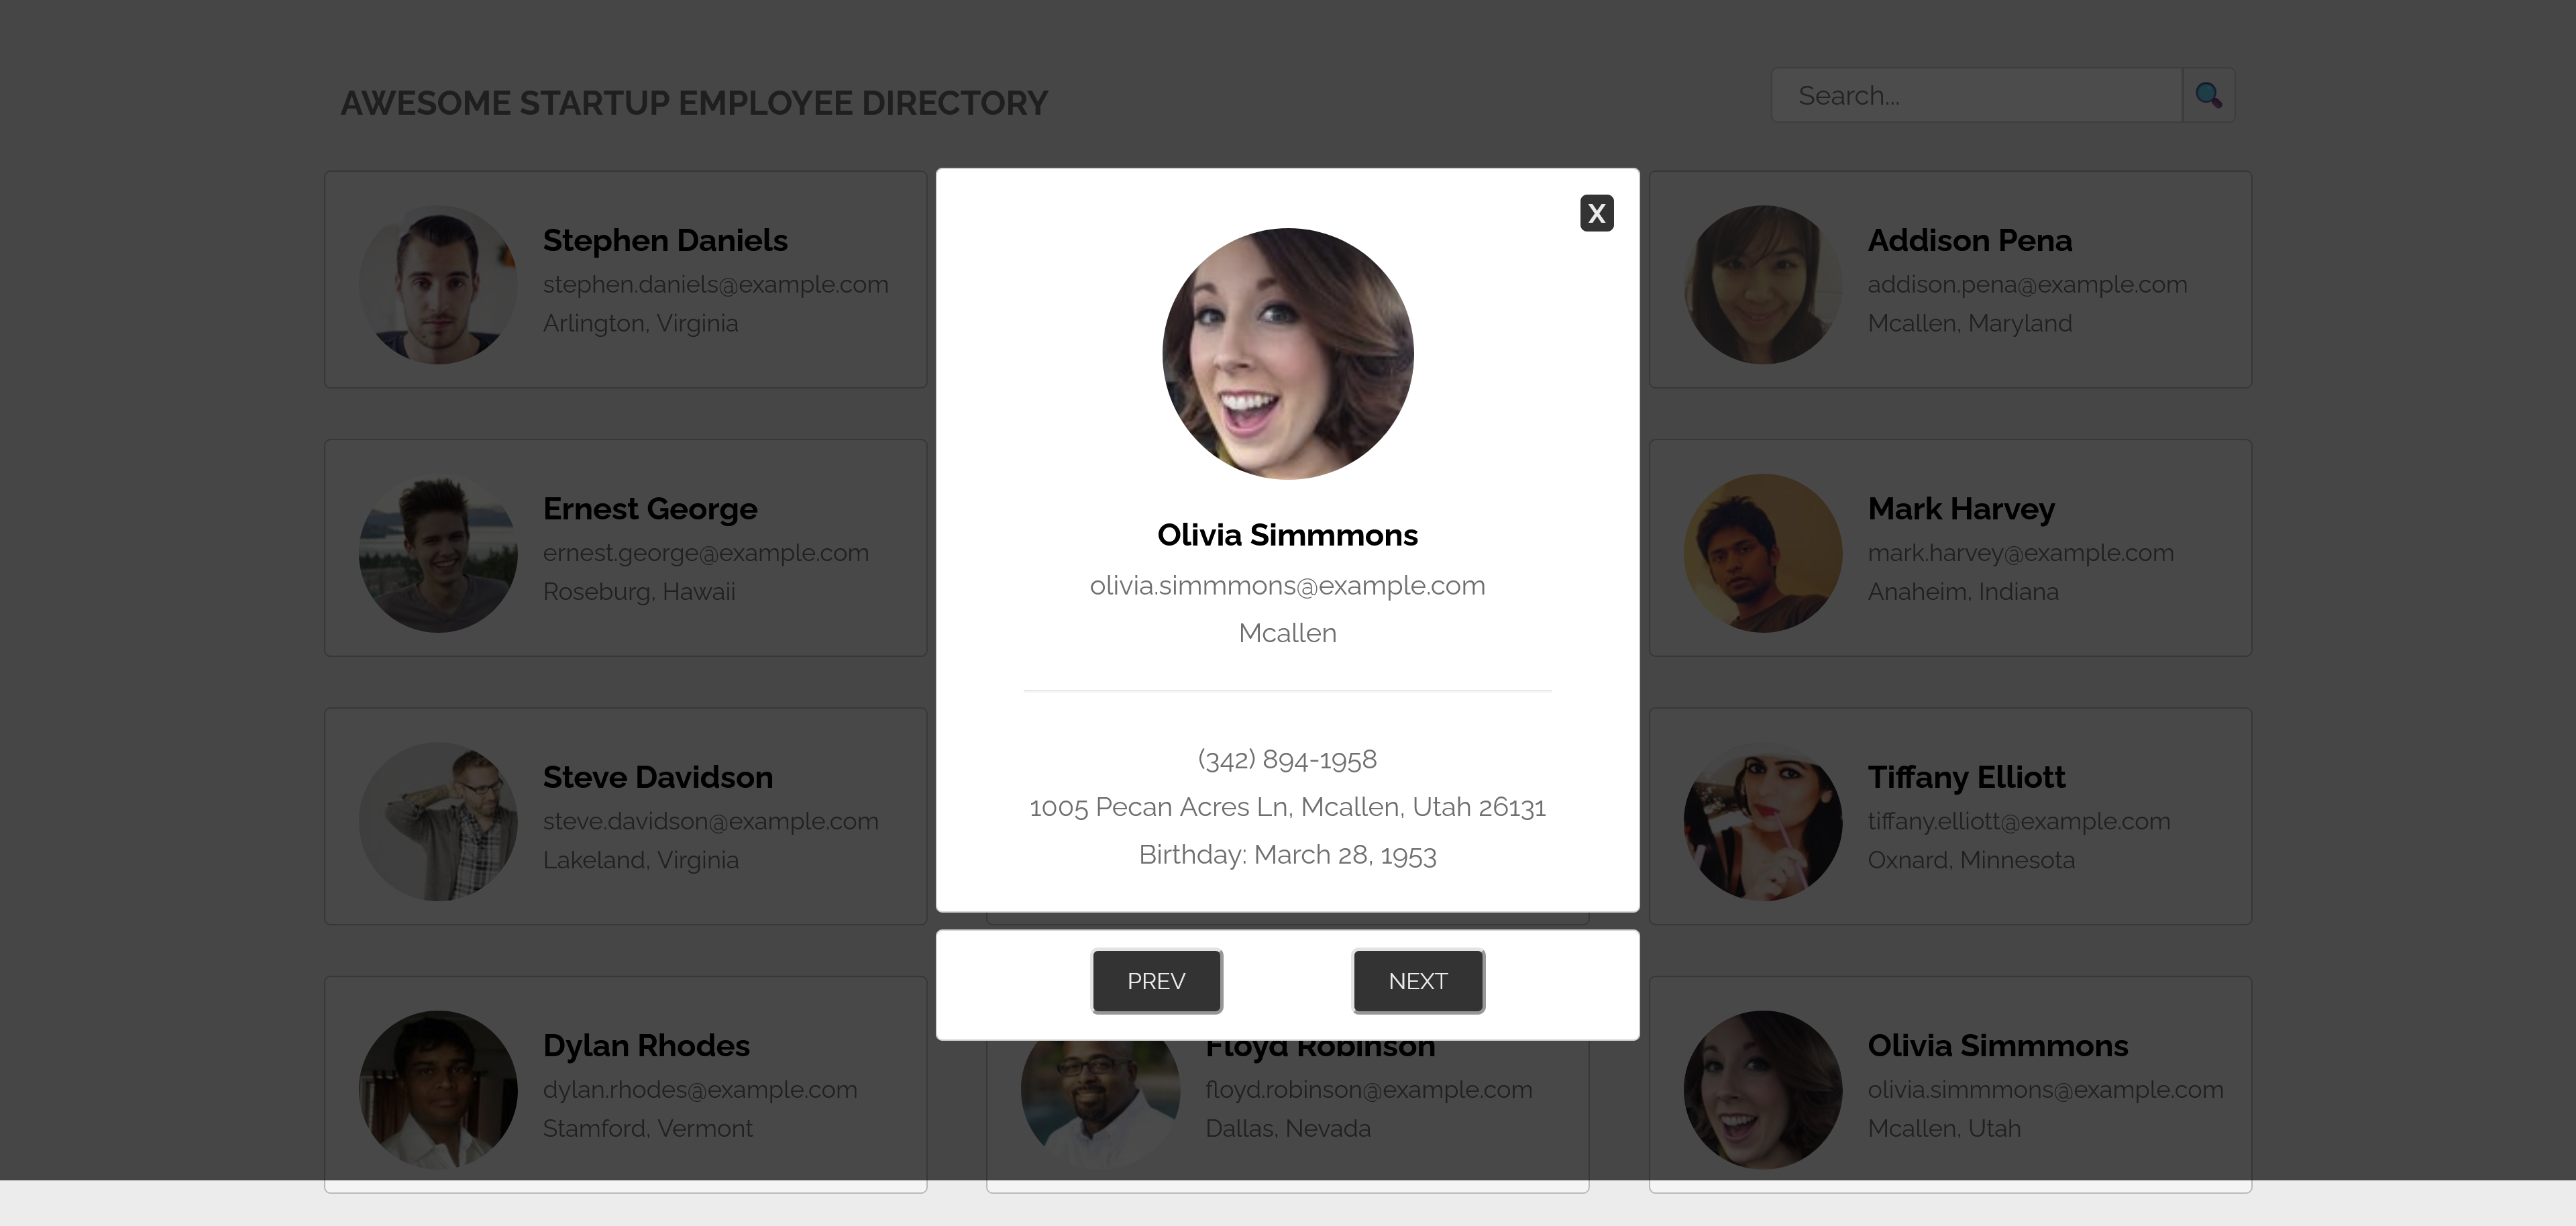 AWESOME STARTUP EMPLOYEE DIRECTORY
Search...
Stephen Daniels
stephen.daniels@example.com
Arlington, Virginia
X
Olivia Simmmons
olivia.simmmons@example.com
Mcallen
(342) 894-1958
1005 Pecan Acres Ln, Mcallen, Utah 26131
Birthday: March 28, 1953
PREV
NEXT
Addison Pena
addison.pena@example.com
Mcallen, Maryland
Ernest George
ernest.george@example.com
Roseburg, Hawaii
Mark Harvey
mark.harvey@example.com
Anaheim, Indiana
Steve Davidson
steve.davidson@example.com
Lakeland, Virginia
Tiffany Elliott
tiffany.elliott@example.com
Oxnard, Minnesota
Dylan Rhodes
dylan.rhodes@example.com
Stamford, Vermont
Floyd Robinson
floyd.robinson@example.com
Dallas, Nevada
Olivia Simmmons
olivia.simmmons@example.com
Mcallen, Utah